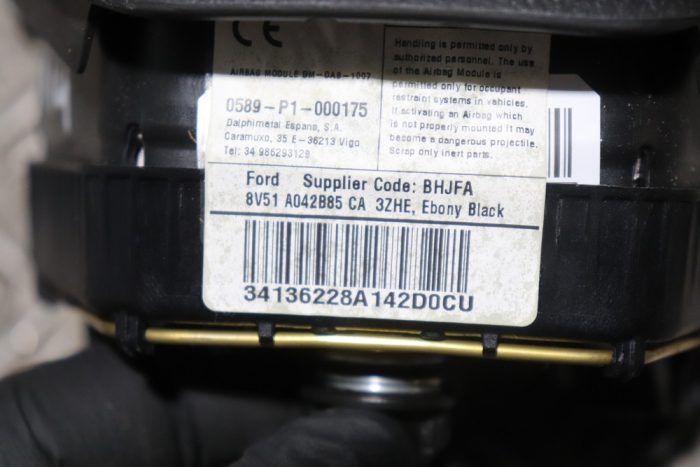 CE
AIRBAG MODULE DM-GAB-1007
0589-P1-000175
Dalphimetal Espano, S.A.
Caramuxo, 35 E-36213 Vigo
Tel: 34 986293128
Handling is permitted only by
authorized personnel. The use
of the Airbag Module is
permitted only for occupant
restraint systems in vehicles.
If activating an Airbag which
is not properly mounted it may
become a dangerous projectile.
Scrap only inert parts.
Ford Supplier Code: BHJFA
8V51 A042B85 CA 3ZHE, Ebony Black
34136228A142D0CU